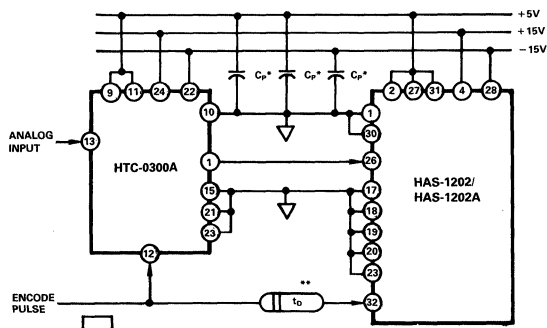 +5V
+15V
-15V
CP* CP* CP*
9 11 24 22
2 27 31 4 28
10 1
30
ANALOG
INPUT
13
HTC-0300A
1 26
HAS-1202/
HAS-1202A
15 17
21 18
23 19
20
23
12
**
ENCODE
PULSE
tD
32